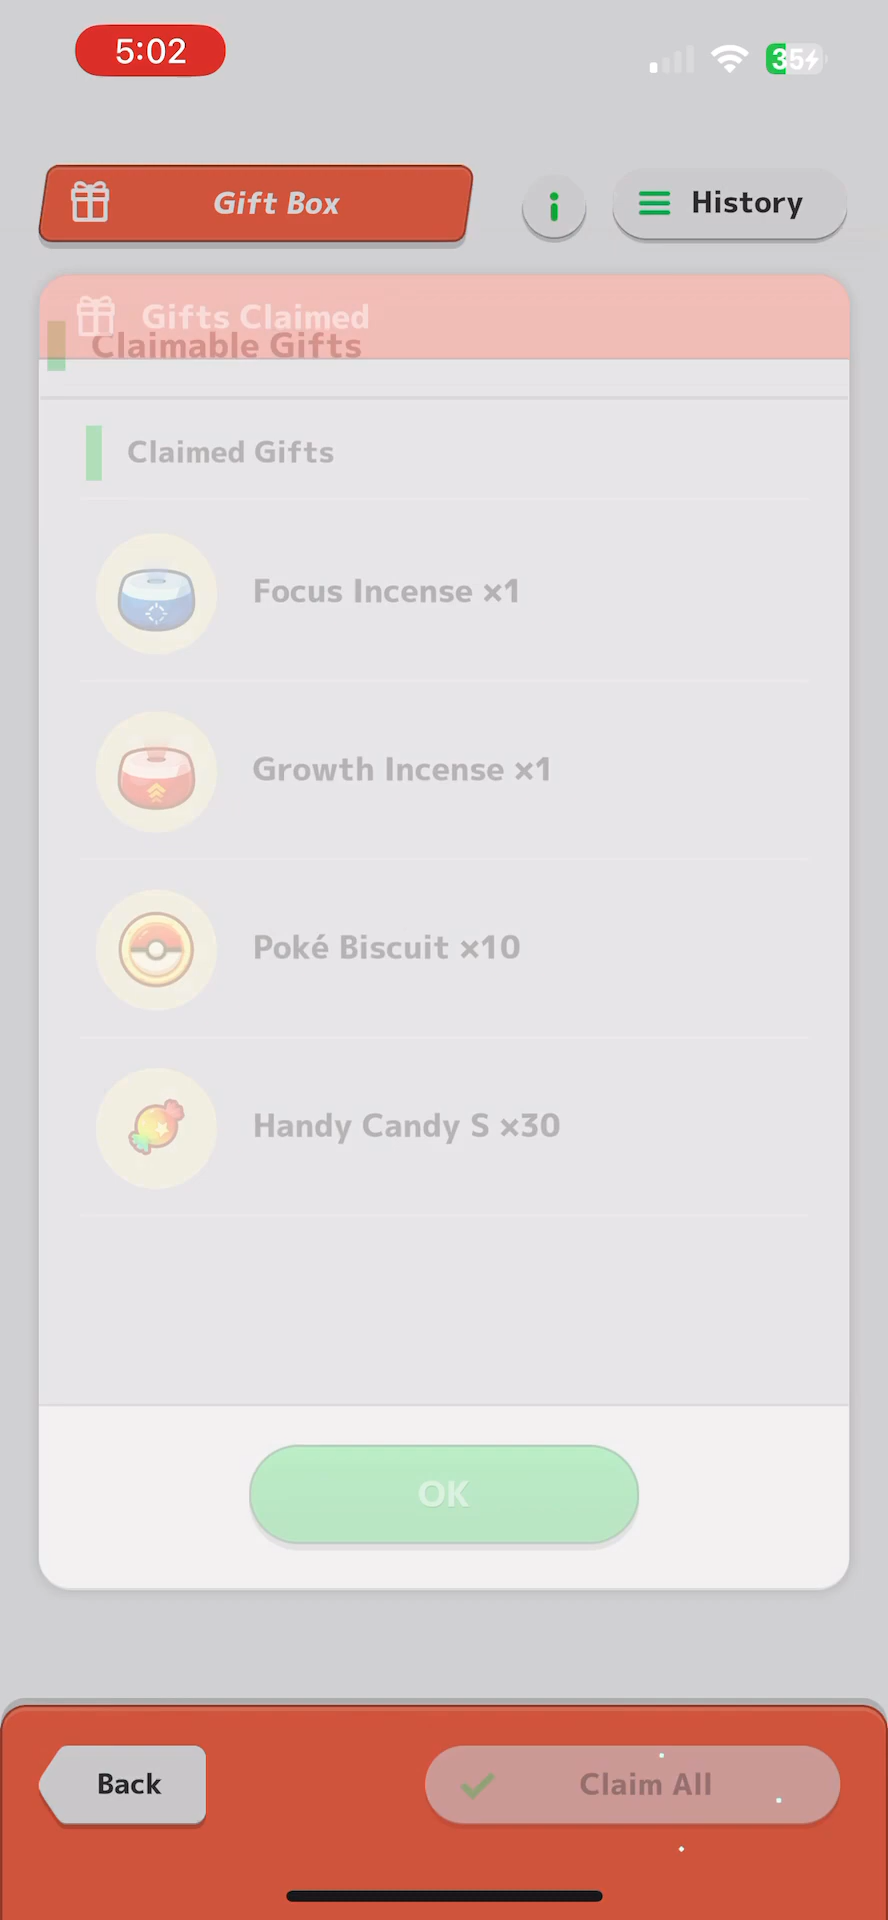 5:02
35
Gift Box
History
Gifts Claimed
Claimable Gifts
Claimed Gifts
Focus Incense ×1
Growth Incense ×1
Poké Biscuit ×10
Handy Candy S ×30
OK
Back
Claim All